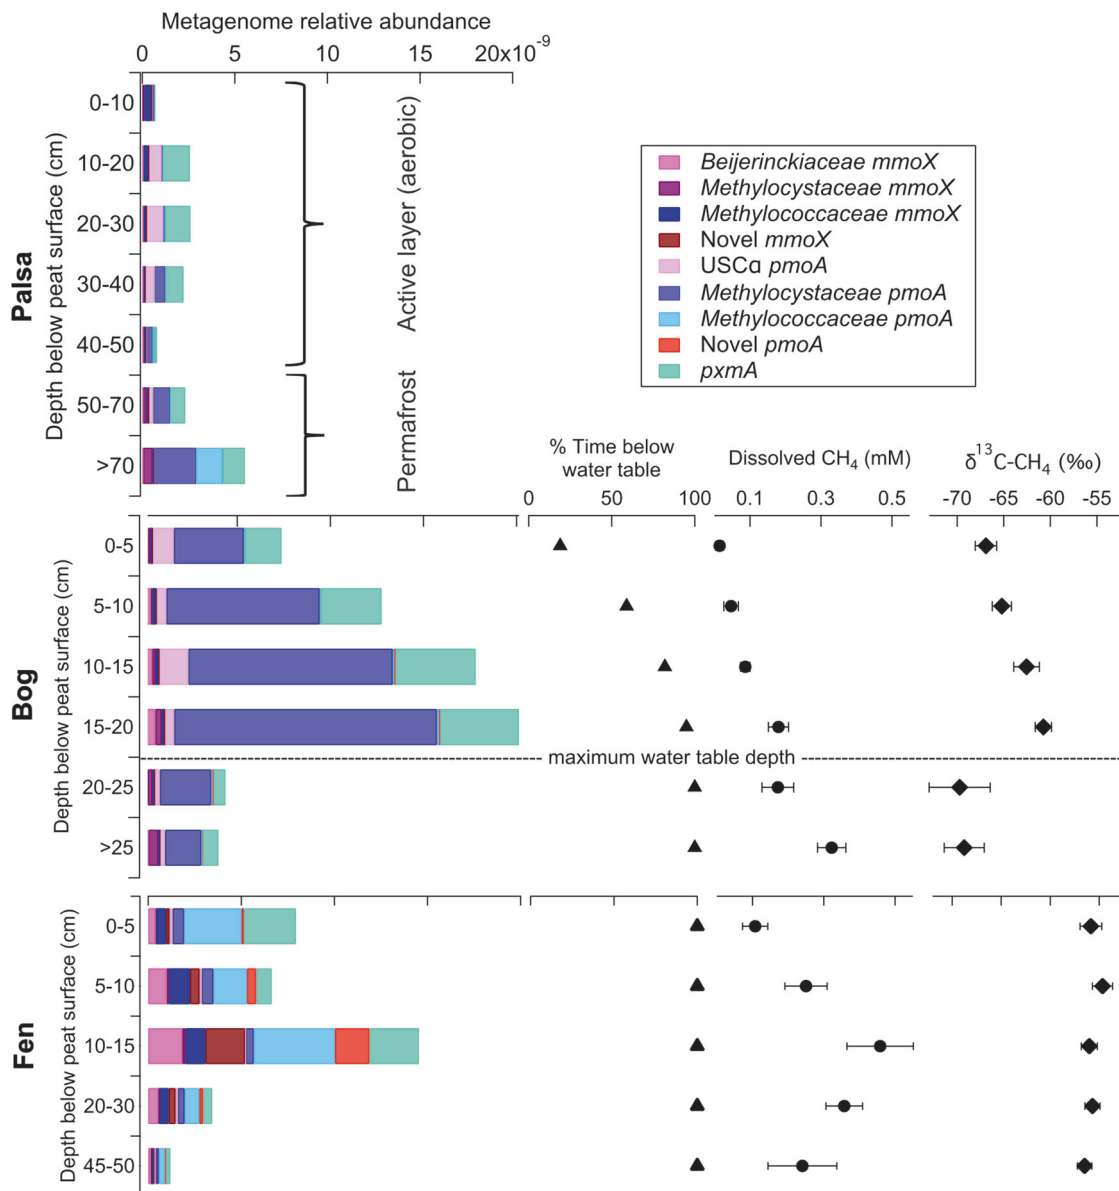 Metagenome relative abundance
0 5 10 15 20x10⁻⁹
Palsa
Depth below peat surface (cm)
0-10
10-20
20-30
30-40
40-50
50-70
>70
Active layer (aerobic)
Permafrost
Beijerinckiaceae mmoX
Methylocystaceae mmoX
Methylococcaceae mmoX
Novel mmoX
USCα pmoA
Methylocystaceae pmoA
Methylococcaceae pmoA
Novel pmoA
pxmA
% Time below
water table
0 50 100
Dissolved CH₄ (mM)
0.1 0.3 0.5
δ¹³C-CH₄ (‰)
-70 -65 -60 -55
Bog
Depth below peat surface (cm)
0-5
5-10
10-15
15-20
maximum water table depth
20-25
>25
Fen
Depth below peat surface (cm)
0-5
5-10
10-15
20-30
45-50